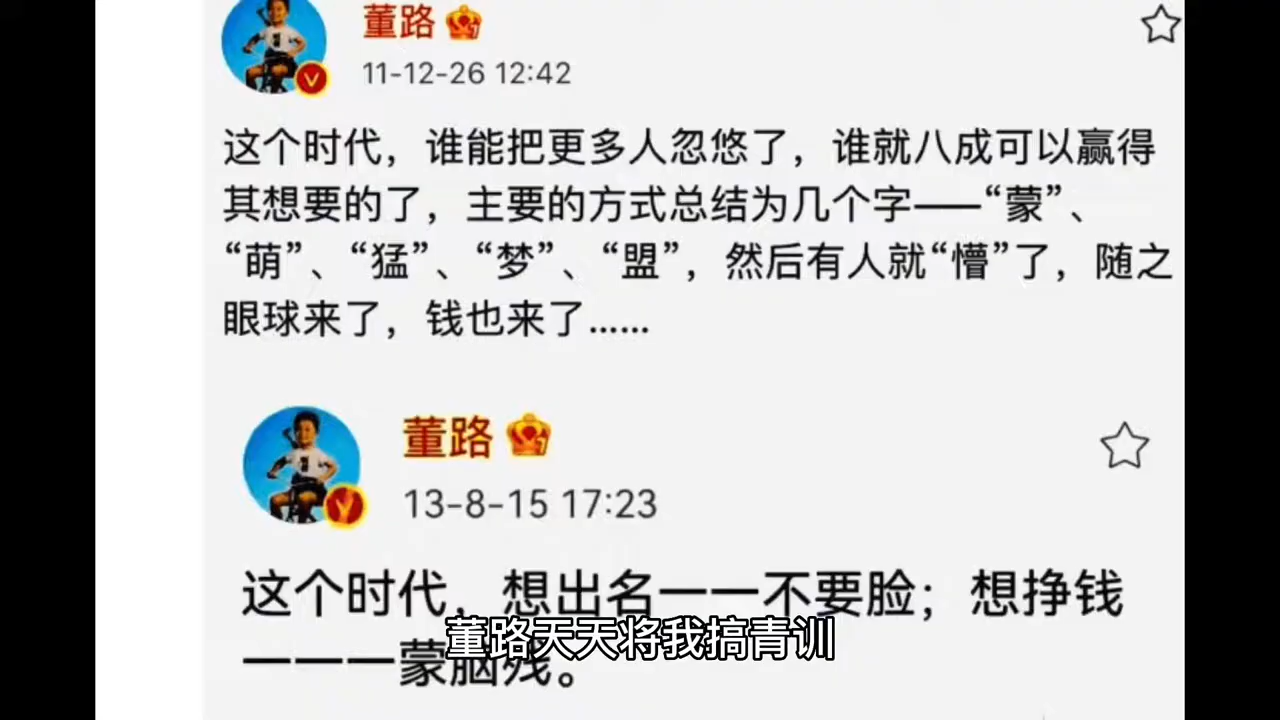 董路
11-12-26 12:42
这个时代，谁能把更多人忽悠了，谁就八成可以赢得
其想要的了，主要的方式总结为几个字——“蒙”、
“萌”、“猛”、“梦”、“盟”，然后有人就“懵”了，随之
眼球来了，钱也来了……
董路
13-8-15 17:23
这个时代，想出名一一不要脸；想挣钱
一一一蒙脑残。
董路天天将我搞青训